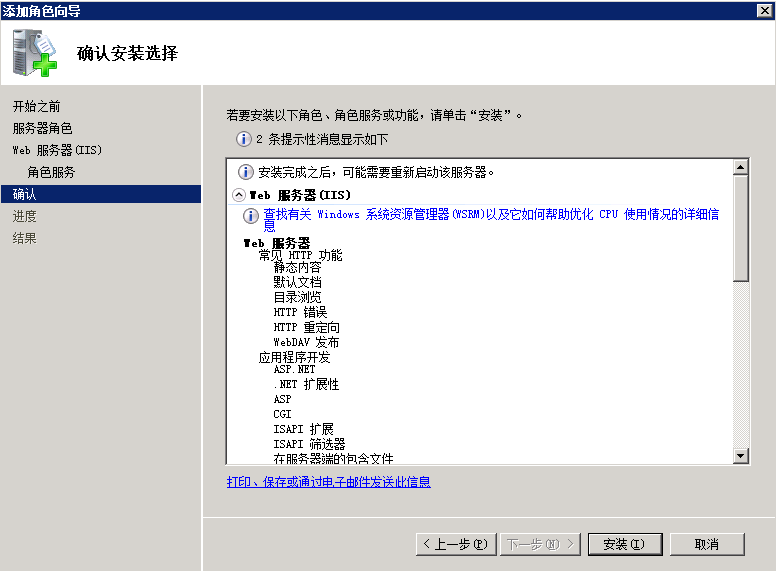 添加角色向导
确认安装选择
开始之前
服务器角色
Web 服务器(IIS)
角色服务
确认
进度
结果
若要安装以下角色、角色服务或功能，请单击“安装”。
2 条提示性消息显示如下
安装完成之后，可能需要重新启动该服务器。
Web 服务器(IIS)
查找有关 Windows 系统资源管理器(WSRM)以及它如何帮助优化 CPU 使用情况的详细信
息
Web 服务器
常见 HTTP 功能
静态内容
默认文档
目录浏览
HTTP 错误
HTTP 重定向
WebDAV 发布
应用程序开发
ASP.NET
.NET 扩展性
ASP
CGI
ISAPI 扩展
ISAPI 筛选器
在服务器端的包含文件
打印、保存或通过电子邮件发送此信息
< 上一步(P) 下一步(N) > 安装(I) 取消